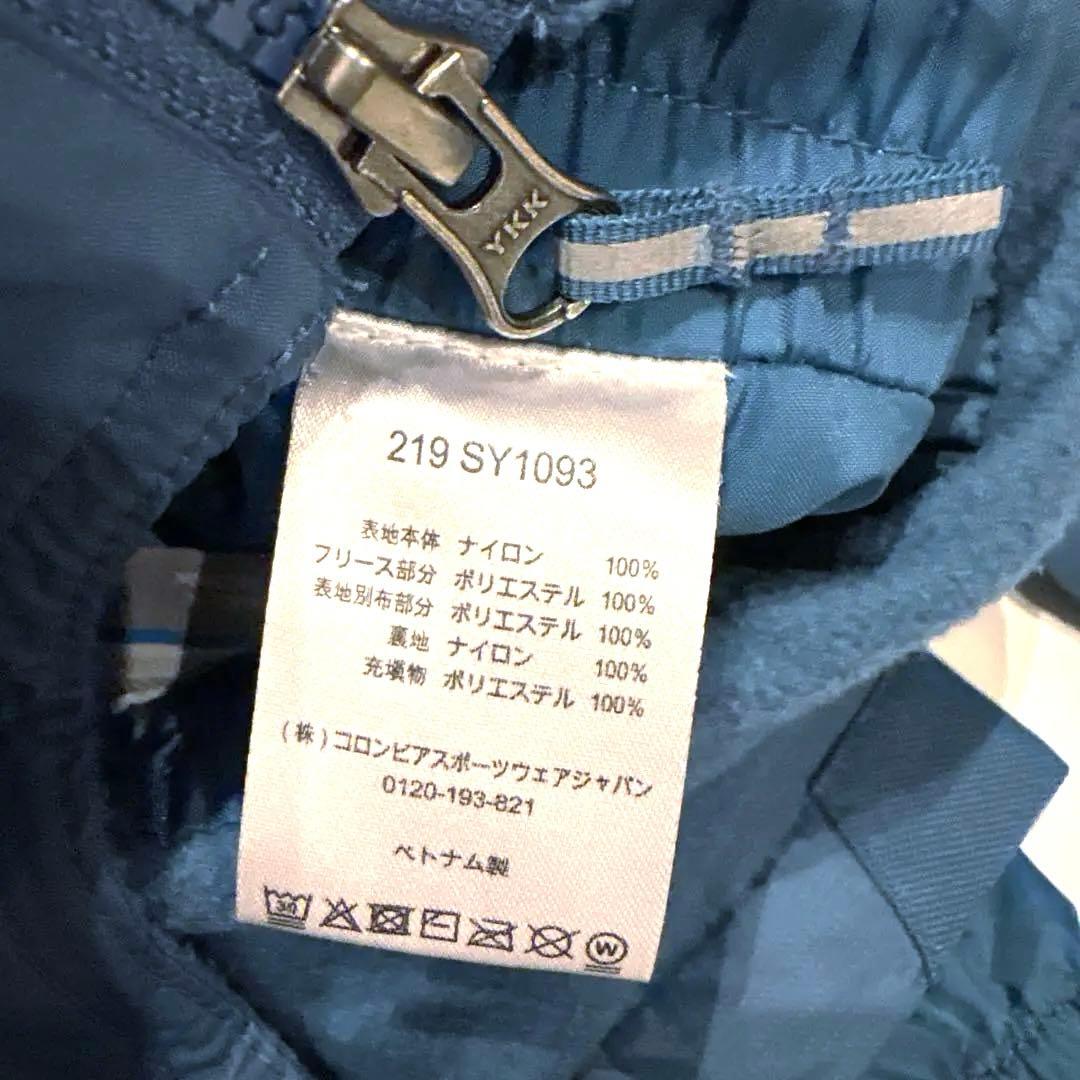 YKK
219 SY1093
表地本体 ナイロン 100%
フリース部分 ポリエステル 100%
表地別布部分 ポリエステル 100%
裏地 ナイロン 100%
充填物 ポリエステル 100%
(株)コロンビアスポーツウェアジャパン
0120-193-821
ベトナム製
30 W